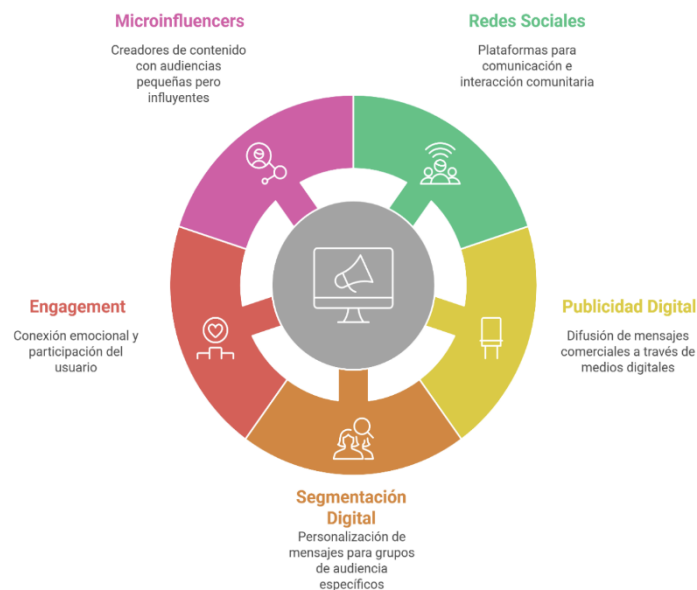 Microinfluencers
Creadores de contenido
con audiencias
pequeñas pero
influyentes
Redes Sociales
Plataformas para
comunicación e
interacción comunitaria
Engagement
Conexión emocional y
participación del
usuario
Publicidad Digital
Difusión de mensajes
comerciales a través de
medios digitales
Segmentación
Digital
Personalización de
mensajes para grupos
de audiencia
específicos